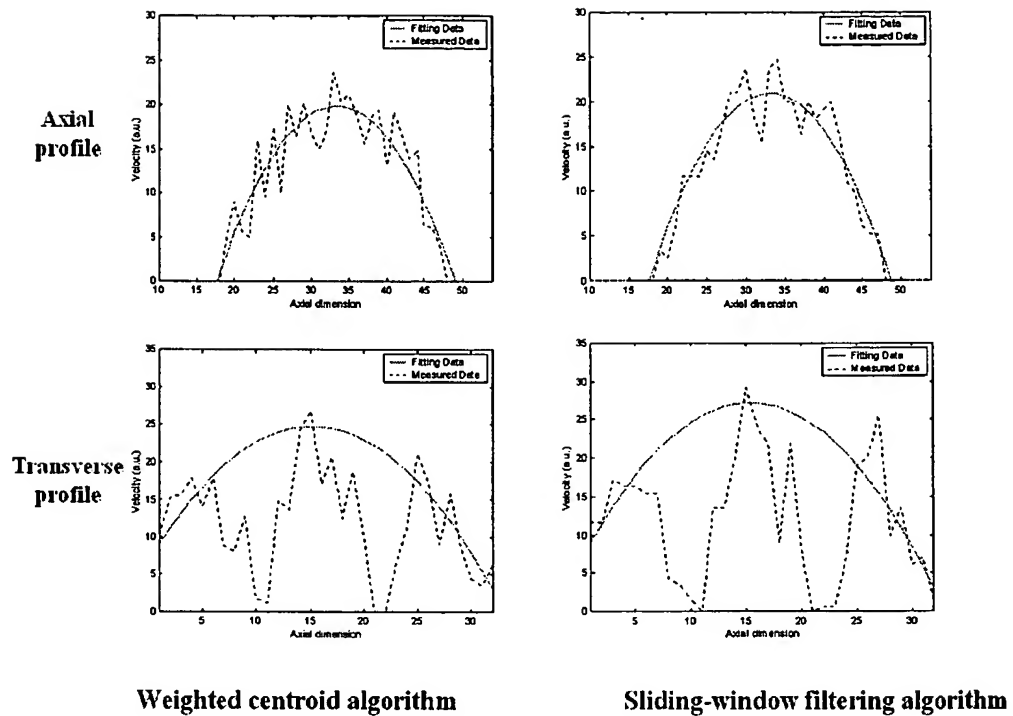 30
25
20
15
10
5
0
Velocity (a.u.)
Fitting Data
Measured Data
10 15 20 25 30 35 40 45 50
Axial dimension
30
25
20
15
10
5
0
Velocity (a.u.)
Fitting Data
Measured Data
10 15 20 25 30 35 40 45 50
Axial dimension
Axial
profile
35
30
25
20
15
10
5
0
Velocity (a.u.)
Fitting Data
Measured Data
5 10 15 20 25 30
Axial dimension
35
30
25
20
15
10
5
0
Velocity (a.u.)
Fitting Data
Measured Data
5 10 15 20 25 30
Axial dimension
Transverse
profile
Weighted centroid algorithm
Sliding-window filtering algorithm